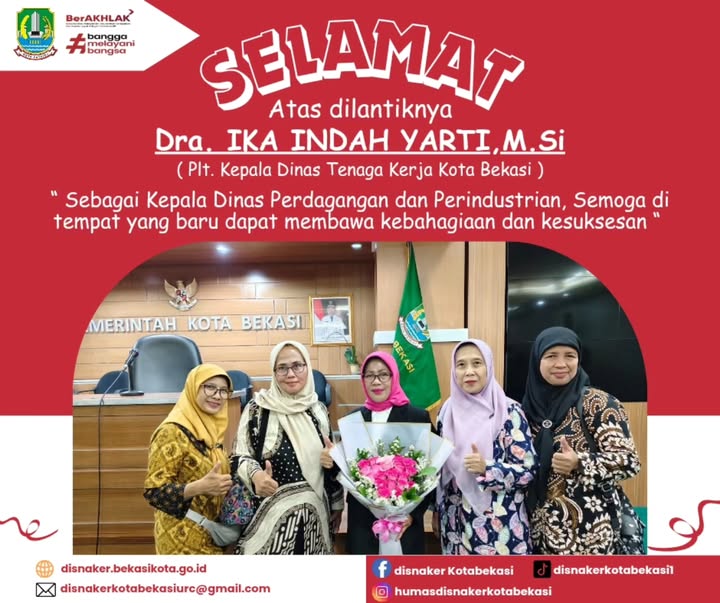 BerAKHLAK
#bangga
melayani
bangsa
SELAMAT
Atas dilantiknya
Dra. IKA INDAH YARTI,M.Si
( Plt. Kepala Dinas Tenaga Kerja Kota Bekasi )
“ Sebagai Kepala Dinas Perdagangan dan Perindustrian, Semoga di
tempat yang baru dapat membawa kebahagiaan dan kesuksesan “
PEMERINTAH KOTA BEKASI
BEKASI
disnaker.bekasikota.go.id
disnakerkotabekasiurc@gmail.com
disnaker Kotabekasi
disnakerkotabekasi1
humasdisnakerkotabekasi